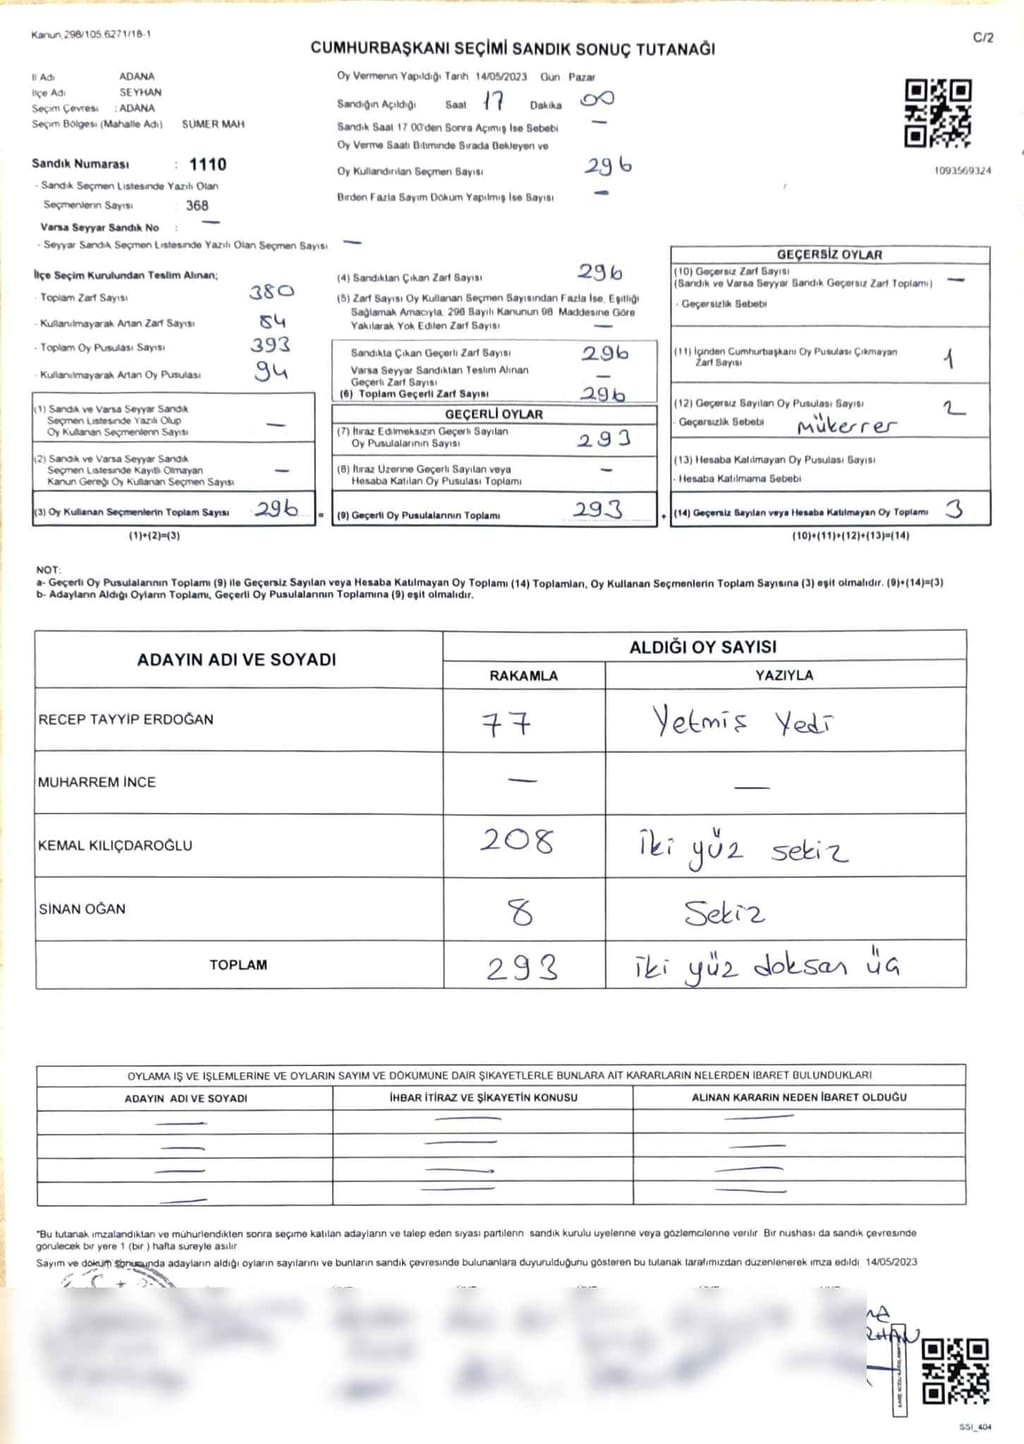 Kanun.298/105.6271/18-1
C/2
CUMHURBAŞKANI SEÇİMİ SANDIK SONUÇ TUTANAĞI
İl Adı ADANA
İlçe Adı SEYHAN
Seçim Çevresi : ADANA
Seçim Bölgesi (Mahalle Adı) SUMER MAH
Sandık Numarası : 1110
- Sandık Seçmen Listesinde Yazılı Olan
Seçmenlerin Sayısı : 368
Varsa Seyyar Sandık No : —
- Seyyar Sandık Seçmen Listesinde Yazılı Olan Seçmen Sayısı —
Oy Vermenin Yapıldığı Tarih 14/05/2023 Gün Pazar
Sandığın Açıldığı Saat 17 Dakika 00
Sandık Saat 17 00'den Sonra Açımış İse Sebebi —
Oy Verme Saati Bitiminde Sırada Bekleyen ve
Oy Kullandırılan Seçmen Sayısı 296
Birden Fazla Sayım Döküm Yapılmış İse Sayısı —
1093569324
İlçe Seçim Kurulundan Teslim Alınan;
- Toplam Zarf Sayısı 380
- Kullanılmayarak Artan Zarf Sayısı 84
- Toplam Oy Pusulası Sayısı 393
- Kullanılmayarak Artan Oy Pusulası 94
(1) Sandık ve Varsa Seyyar Sandık
Seçmen Listesinde Yazılı Olup
Oy Kullanan Seçmenlerin Sayısı —
(2) Sandık ve Varsa Seyyar Sandık
Seçmen Listesinde Kayıtlı Olmayan
Kanun Gereği Oy Kullanan Seçmen Sayısı —
(3) Oy Kullanan Seçmenlerin Toplam Sayısı 296 =
(1)+(2)=(3)
(4) Sandıktan Çıkan Zarf Sayısı 296
(5) Zarf Sayısı Oy Kullanan Seçmen Sayısından Fazla İse, Eşitliği
Sağlamak Amacıyla, 298 Sayılı Kanunun 98 Maddesine Göre
Yakılarak Yok Edilen Zarf Sayısı —
Sandıkta Çıkan Geçerli Zarf Sayısı 296
Varsa Seyyar Sandıktan Teslim Alınan
Geçerli Zarf Sayısı —
(6) Toplam Geçerli Zarf Sayısı 296
GEÇERLİ OYLAR
(7) İtiraz Edilmeksizin Geçerli Sayılan
Oy Pusulalarının Sayısı 293
(8) İtiraz Üzerine Geçerli Sayılan veya
Hesaba Katılan Oy Pusulası Toplamı —
(9) Geçerli Oy Pusulalarının Toplamı 293 +
GEÇERSİZ OYLAR
(10) Geçersiz Zarf Sayısı
(Sandık ve Varsa Seyyar Sandık Geçersiz Zarf Toplamı) —
- Geçersizlik Sebebi
(11) İçinden Cumhurbaşkanı Oy Pusulası Çıkmayan
Zarf Sayısı 1
(12) Geçersiz Sayılan Oy Pusulası Sayısı 2
- Geçersizlik Sebebi Mükerrer
(13) Hesaba Katılmayan Oy Pusulası Sayısı
- Hesaba Katılmama Sebebi
(14) Geçersiz Sayılan veya Hesaba Katılmayan Oy Toplamı 3
(10)+(11)+(12)+(13)=(14)
NOT:
a- Geçerli Oy Pusulalarının Toplamı (9) ile Geçersiz Sayılan veya Hesaba Katılmayan Oy Toplamı (14) Toplamları, Oy Kullanan Seçmenlerin Toplam Sayısına (3) eşit olmalıdır. (9)+(14)=(3)
b- Adayların Aldığı Oyların Toplamı, Geçerli Oy Pusulalarının Toplamına (9) eşit olmalıdır.
ADAYIN ADI VE SOYADI ALDIĞI OY SAYISI
RAKAMLA YAZIYLA
RECEP TAYYİP ERDOĞAN 77 Yetmiş Yedi
MUHARREM İNCE — —
KEMAL KILIÇDAROĞLU 208 İki yüz sekiz
SİNAN OĞAN 8 Sekiz
TOPLAM 293 İki yüz doksan üç
OYLAMA İŞ VE İŞLEMLERİNE VE OYLARIN SAYIM VE DÖKÜMÜNE DAİR ŞİKAYETLERLE BUNLARA AİT KARARLARIN NELERDEN İBARET BULUNDUKLARI
ADAYIN ADI VE SOYADI İHBAR İTİRAZ VE ŞİKAYETİN KONUSU ALINAN KARARIN NEDEN İBARET OLDUĞU
— — —
— — —
— — —
— — —
*Bu tutanak imzalandıktan ve mühürlendikten sonra seçime katılan adayların ve talep eden siyasi partilerin sandık kurulu üyelerine veya gözlemcilerine verilir Bir nüshası da sandık çevresinde
görülecek bir yere 1 (bir ) hafta süreyle asılır
Sayım ve döküm sonucunda adayların aldığı oyların sayılarını ve bunların sandık çevresinde bulunanlara duyurulduğunu gösteren bu tutanak tarafımızdan düzenlenerek imza edildi 14/05/2023
SSI_404